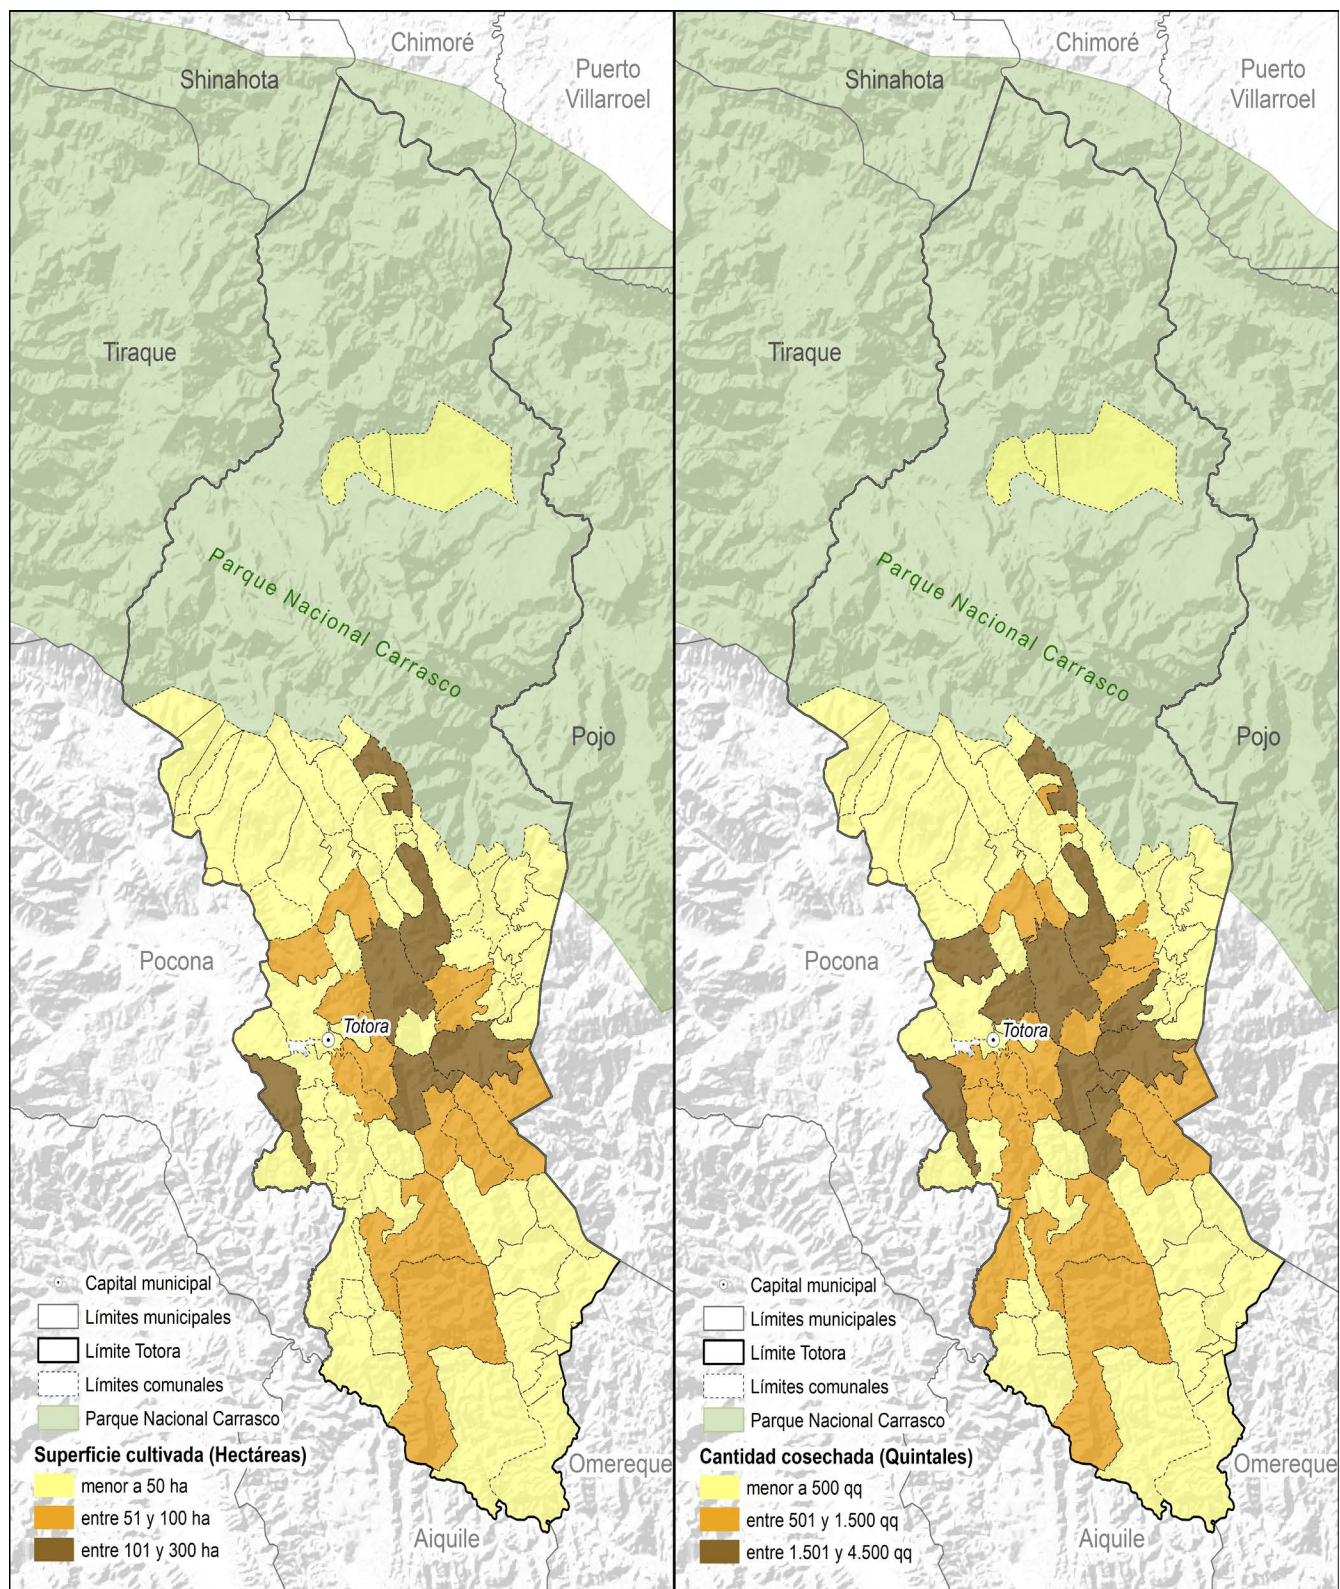 Chimoré
Shinahota
Puerto
Villarroel
Tiraque
Parque Nacional Carrasco
Pojo
Pocona
Totora
Capital municipal
Límites municipales
Límite Totora
Límites comunales
Parque Nacional Carrasco
Superficie cultivada (Hectáreas)
menor a 50 ha
entre 51 y 100 ha
entre 101 y 300 ha
Omereque
Aiquile
Chimoré
Shinahota
Puerto
Villarroel
Tiraque
Parque Nacional Carrasco
Pojo
Pocona
Totora
Capital municipal
Límites municipales
Límite Totora
Límites comunales
Parque Nacional Carrasco
Cantidad cosechada (Quintales)
menor a 500 qq
entre 501 y 1.500 qq
entre 1.501 y 4.500 qq
Omereque
Aiquile